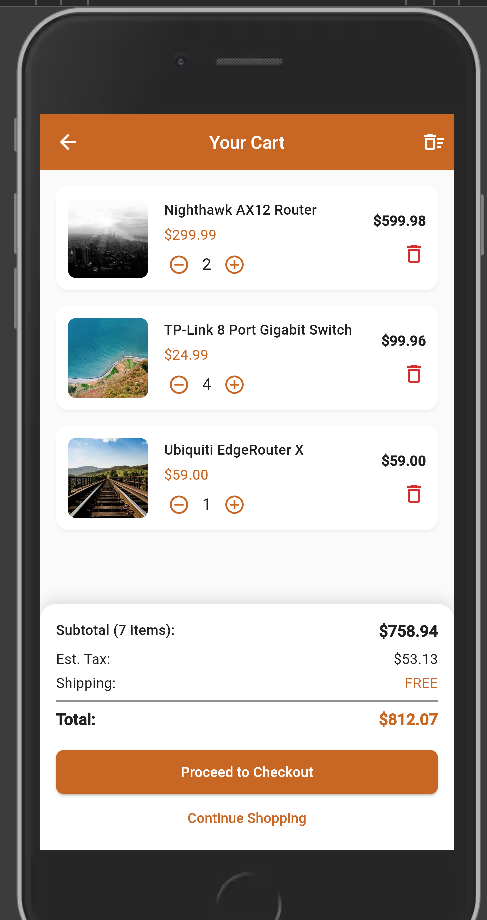 Your Cart
Nighthawk AX12 Router
$299.99
2
$599.98
TP-Link 8 Port Gigabit Switch
$24.99
4
$99.96
Ubiquiti EdgeRouter X
$59.00
1
$59.00
Subtotal (7 items):
$758.94
Est. Tax:
$53.13
Shipping:
FREE
Total:
$812.07
Proceed to Checkout
Continue Shopping